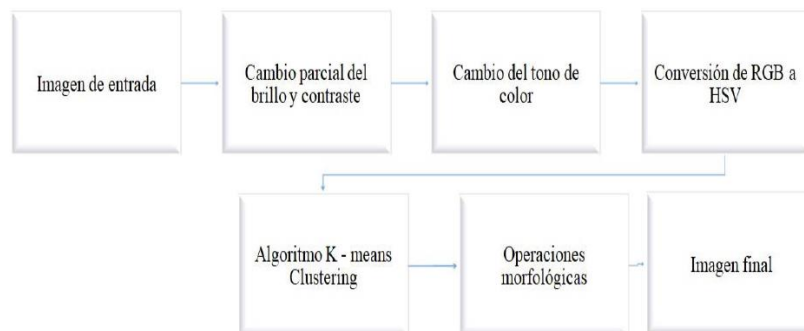 Imagen de entrada
Cambio parcial del
brillo y contraste
Cambio del tono de
color
Conversión de RGB a
HSV
Algoritmo K - means
Clustering
Operaciones
morfológicas
Imagen final